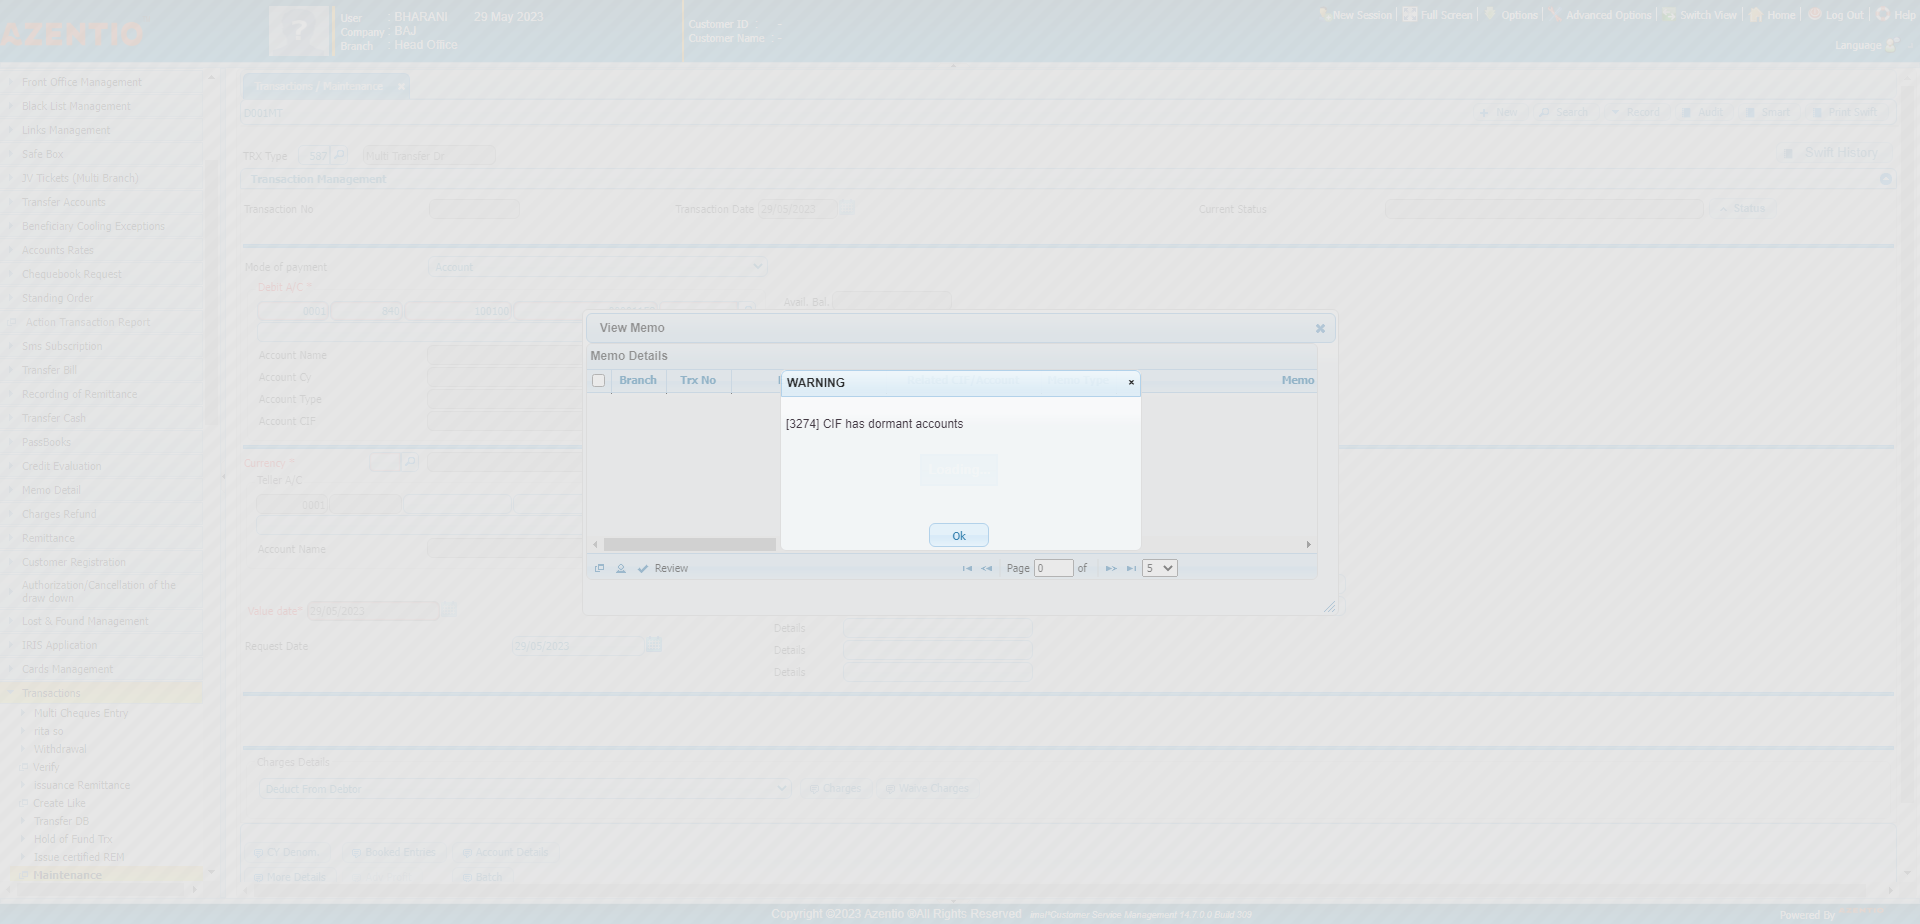 AZENTIO
User BHARANI 29 May 2023
Company BAJ
Branch Head Office
Customer ID -
Customer Name -
New Session Full Screen Options Advanced Options Switch View Home Log Out Help
Language
Front Office Management
Black List Management
Links Management
Safe Box
JV Tickets (Multi Branch)
Transfer Accounts
Beneficiary Cooling Exceptions
Accounts Rates
Chequebook Request
Standing Order
Action Transaction Report
Sms Subscription
Transfer Bill
Recording of Remittance
Transfer Cash
PassBooks
Credit Evaluation
Memo Detail
Charges Refund
Remittance
Customer Registration
Authorization/Cancellation of the
draw down
Lost & Found Management
IRIS Application
Cards Management
Transactions
Multi Cheques Entry
rita so
Withdrawal
Verify
issuance Remittance
Create Like
Transfer DB
Hold of Fund Trx
Issue certified REM
Maintenance
Transactions / Maintenance
D001MT
New Search Record Audit Smart Print Swift
TRX Type 587 Multi Transfer Dr
Swift History
Transaction Management
Transaction No Transaction Date 29/05/2023 Current Status Status
Mode of payment Account
Debit A/C *
0001 840 100100
Avail. Bal.
Account Name
Account Cy
Account Type
Account CIF
Currency *
Teller A/C
0001
Account Name
Value date* 29/05/2023
Request Date 29/05/2023
Details
Details
Details
Charges Details
Deduct From Debtor Charges Waive Charges
CY Denom. Booked Entries Account Details
More Details Batch
View Memo
Memo Details
Branch Trx No Memo
WARNING
[3274] CIF has dormant accounts
Ok
Review Page 0 of 5
Copyright ©2023 Azentio ®All Rights Reserved
Powered By